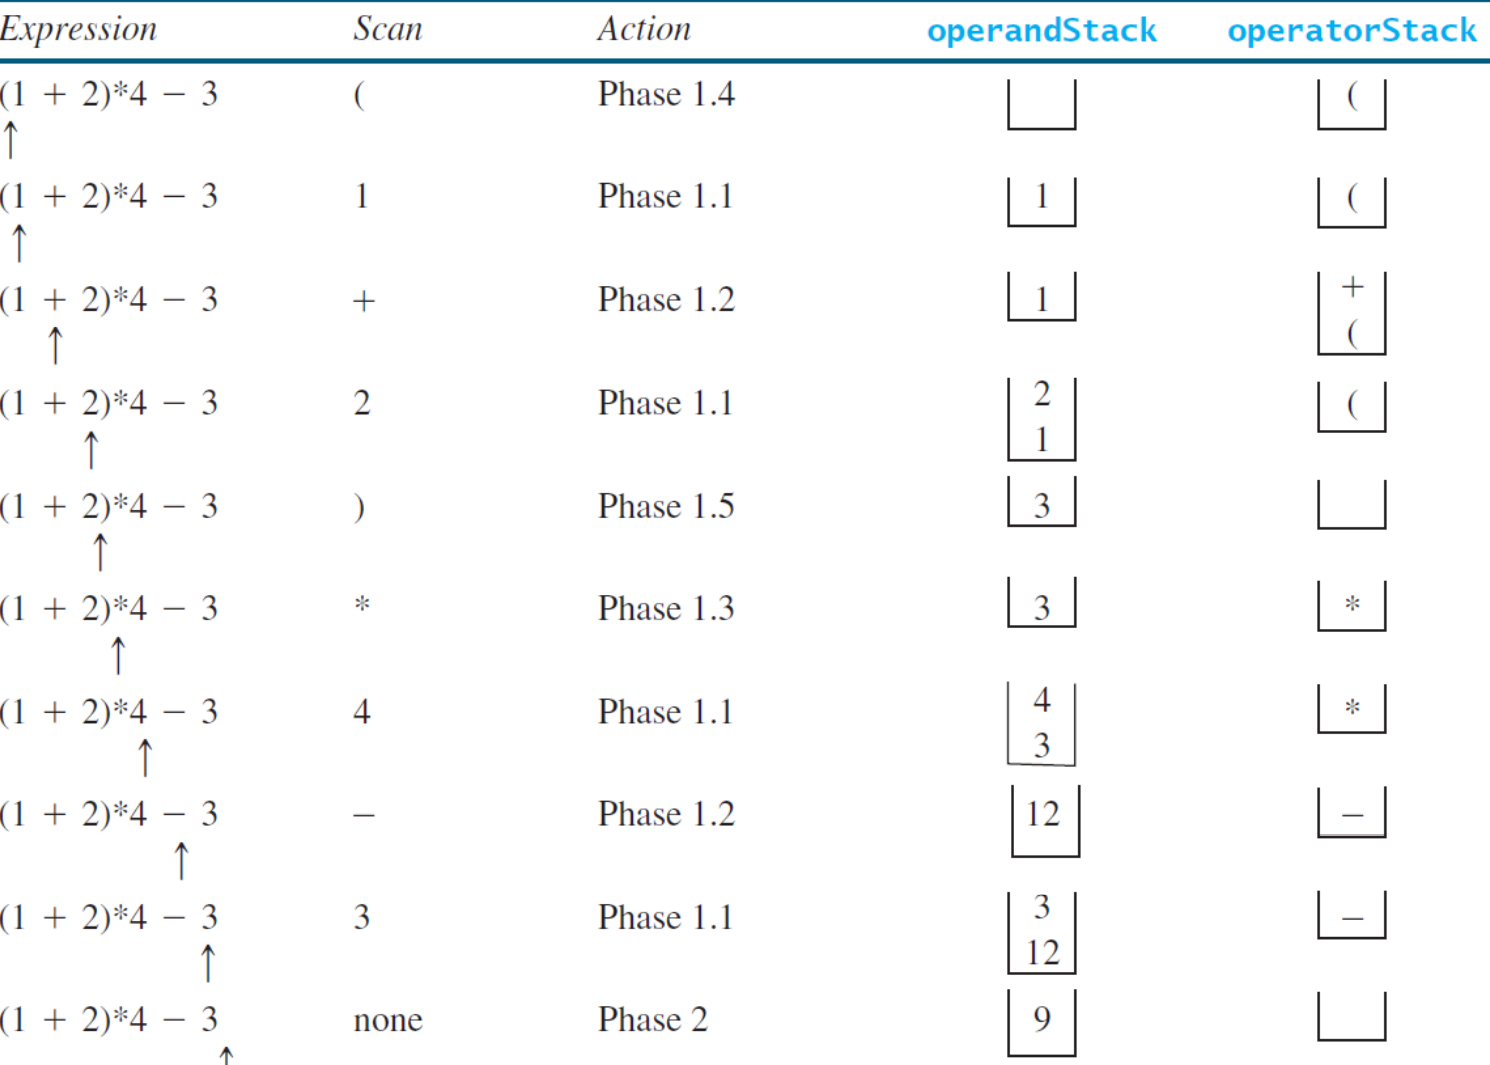 Expression Scan Action operandStack operatorStack
(1 + 2)*4 − 3 ( Phase 1.4 (
(1 + 2)*4 − 3 1 Phase 1.1 1 (
(1 + 2)*4 − 3 + Phase 1.2 1 +
(
(1 + 2)*4 − 3 2 Phase 1.1 2 (
1
(1 + 2)*4 − 3 ) Phase 1.5 3
(1 + 2)*4 − 3 * Phase 1.3 3 *
(1 + 2)*4 − 3 4 Phase 1.1 4 *
3
(1 + 2)*4 − 3 − Phase 1.2 12 −
(1 + 2)*4 − 3 3 Phase 1.1 3 −
12
(1 + 2)*4 − 3 none Phase 2 9